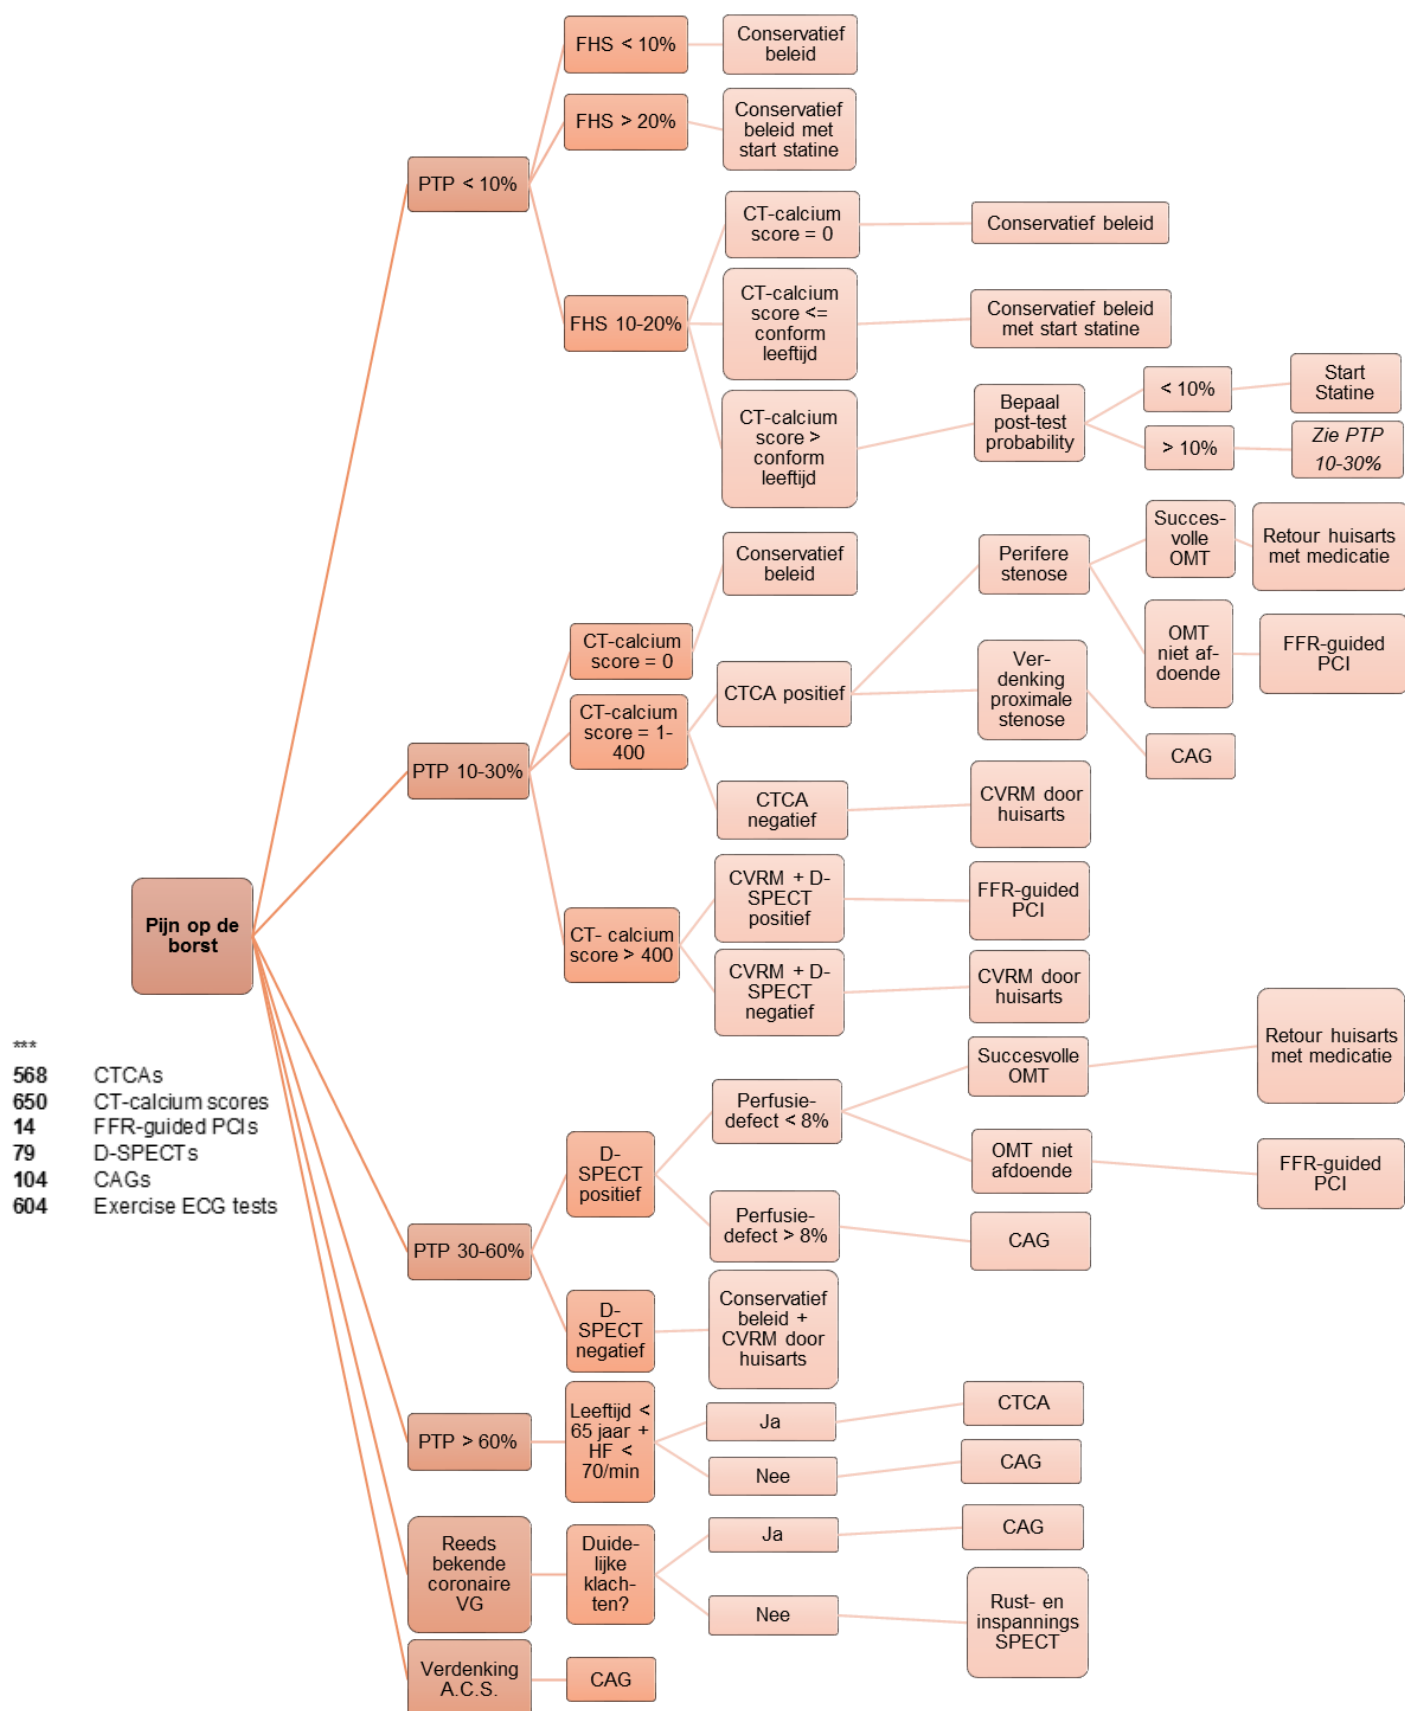 FHS < 10%
Conservatief
beleid
FHS > 20%
Conservatief
beleid met
start statine
PTP < 10%
CT-calcium
score = 0
Conservatief beleid
FHS 10-20%
CT-calcium
score <=
conform
leeftijd
Conservatief beleid
met start statine
CT-calcium
score >
conform
leeftijd
Bepaal
post-test
probability
< 10%
Start
Statine
> 10%
Zie PTP
10-30%
Conservatief
beleid
Perifere
stenose
Succes-
volle
OMT
Retour huisarts
met medicatie
OMT
niet af-
doende
FFR-guided
PCI
CT-calcium
score = 0
CT-calcium
score = 1-
400
CTCA positief
Ver-
denking
proximale
stenose
CAG
PTP 10-30%
CTCA
negatief
CVRM door
huisarts
CT- calcium
score > 400
CVRM + D-
SPECT
positief
FFR-guided
PCI
CVRM + D-
SPECT
negatief
CVRM door
huisarts
Pijn op de
borst
***
568 CTCAs
650 CT-calcium scores
14 FFR-guided PCIs
79 D-SPECTs
104 CAGs
604 Exercise ECG tests
PTP 30-60%
D-
SPECT
positief
Perfusie-
defect < 8%
Succesvolle
OMT
Retour huisarts
met medicatie
OMT niet
afdoende
FFR-guided
PCI
Perfusie-
defect > 8%
CAG
D-
SPECT
negatief
Conservatief
beleid +
CVRM door
huisarts
PTP > 60%
Leeftijd <
65 jaar +
HF <
70/min
Ja
CTCA
Nee
CAG
Reeds
bekende
coronaire
VG
Duide-
lijke
klach-
ten?
Ja
CAG
Nee
Rust- en
inspannings
SPECT
Verdenking
A.C.S.
CAG